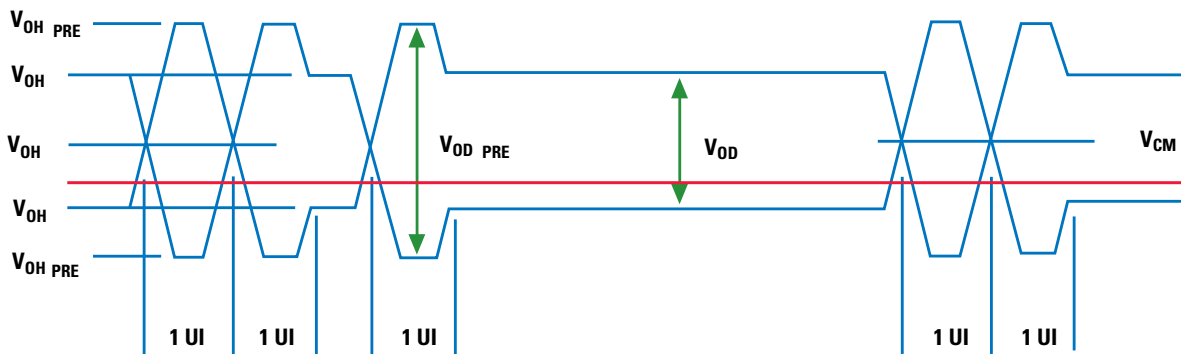 VOH PRE
VOH
VOH
VOD PRE
VOD
VCM
VOH
VOH PRE
1 UI
1 UI
1 UI
1 UI
1 UI